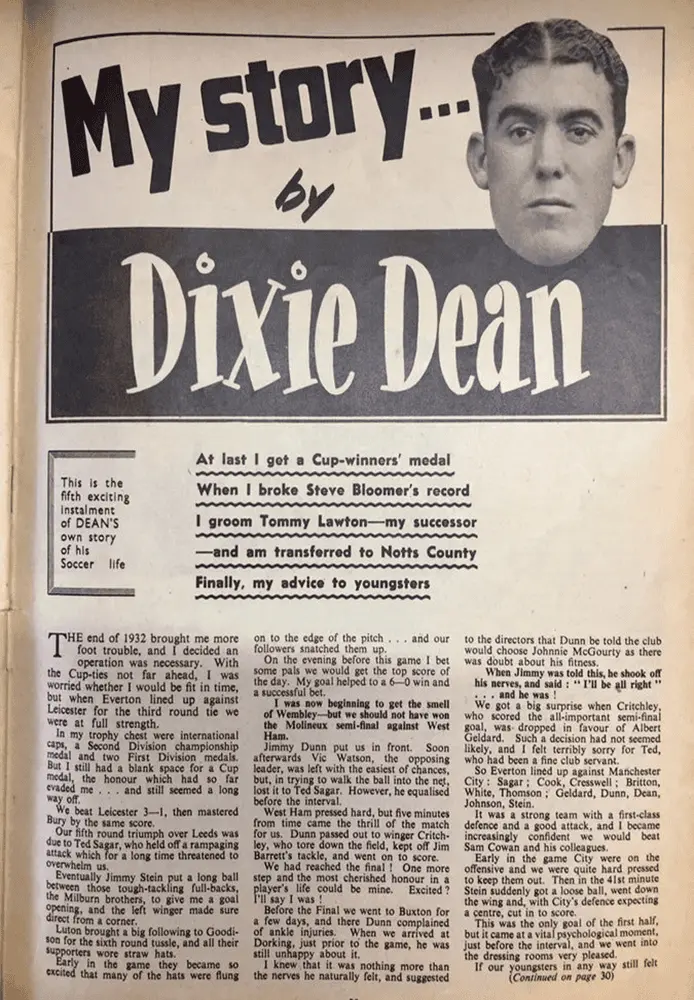 My story...
by
Dixie Dean
This is the
fifth exciting
instalment
of DEAN'S
own story
of his
Soccer life
At last I get a Cup-winners' medal
When I broke Steve Bloomer's record
I groom Tommy Lawton—my successor
—and am transferred to Notts County
Finally, my advice to youngsters
THE end of 1932 brought me more
foot trouble, and I decided an
operation was necessary. With
the Cup-ties not far ahead, I was
worried whether I would be fit in time,
but when Everton lined up against
Leicester for the third round tie we
were at full strength.
In my trophy chest were international
caps, a Second Division championship
medal and two First Division medals.
But I still had a blank space for a Cup
medal, the honour which had so far
evaded me . . . and still seemed a long
way off.
We beat Leicester 3—1, then mastered
Bury by the same score.
Our fifth round triumph over Leeds was
due to Ted Sagar, who held off a rampaging
attack which for a long time threatened to
overwhelm us.
Eventually Jimmy Stein put a long ball
between those tough-tackling full-backs,
the Milburn brothers, to give me a goal
opening, and the left winger made sure
direct from a corner.
Luton brought a big following to Goodi-
son for the sixth round tussle, and all their
supporters wore straw hats.
Early in the game they became so
excited that many of the hats were flung
on to the edge of the pitch . . . and our
followers snatched them up.
On the evening before this game I bet
some pals we would get the top score of
the day. My goal helped to a 6—0 win and
a successful bet.
I was now beginning to get the smell
of Wembley—but we should not have won
the Molineux semi-final against West
Ham.
Jimmy Dunn put us in front. Soon
afterwards Vic Watson, the opposing
leader, was left with the easiest of chances,
but, in trying to walk the ball into the net,
lost it to Ted Sagar. However, he equalised
before the interval.
West Ham pressed hard, but five minutes
from time came the thrill of the match
for us. Dunn passed out to winger Critch-
ley, who tore down the field, kept off Jim
Barrett's tackle, and went on to score.
We had reached the final ! One more
step and the most cherished honour in a
player's life could be mine. Excited ?
I'll say I was !
Before the Final we went to Buxton for
a few days, and there Dunn complained
of ankle injuries. When we arrived at
Dorking, just prior to the game, he was
still unhappy about it.
I knew that it was nothing more than
the nerves he naturally felt, and suggested
to the directors that Dunn be told the club
would choose Johnnie McGourty as there
was doubt about his fitness.
When Jimmy was told this, he shook off
his nerves, and said : " I'll be all right "
. . . and he was !
We got a big surprise when Critchley,
who scored the all-important semi-final
goal, was dropped in favour of Albert
Geldard. Such a decision had not seemed
likely, and I felt terribly sorry for Ted,
who had been a fine club servant.
So Everton lined up against Manchester
City : Sagar ; Cook, Cresswell ; Britton,
White, Thomson ; Geldard, Dunn, Dean,
Johnson, Stein.
It was a strong team with a first-class
defence and a good attack, and I became
increasingly confident we would beat
Sam Cowan and his colleagues.
Early in the game City were on the
offensive and we were quite hard pressed
to keep them out. Then in the 41st minute
Stein suddenly got a loose ball, went down
the wing and, with City's defence expecting
a centre, cut in to score.
This was the only goal of the first half,
but it came at a vital psychological moment,
just before the interval, and we went into
the dressing rooms very pleased.
If our youngsters in any way still felt
(Continued on page 30)